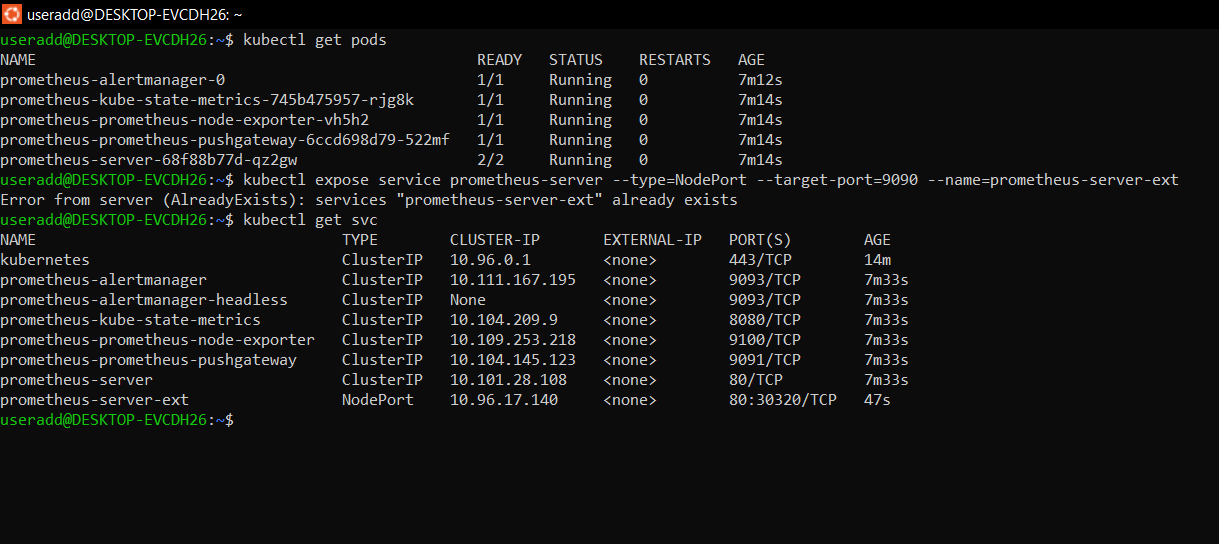 useradd@DESKTOP-EVCDH26: ~
useradd@DESKTOP-EVCDH26:~$ kubectl get pods
NAME READY STATUS RESTARTS AGE
prometheus-alertmanager-0 1/1 Running 0 7m12s
prometheus-kube-state-metrics-745b475957-rjg8k 1/1 Running 0 7m14s
prometheus-prometheus-node-exporter-vh5h2 1/1 Running 0 7m14s
prometheus-prometheus-pushgateway-6ccd698d79-522mf 1/1 Running 0 7m14s
prometheus-server-68f88b77d-qz2gw 2/2 Running 0 7m14s
useradd@DESKTOP-EVCDH26:~$ kubectl expose service prometheus-server --type=NodePort --target-port=9090 --name=prometheus-server-ext
Error from server (AlreadyExists): services "prometheus-server-ext" already exists
useradd@DESKTOP-EVCDH26:~$ kubectl get svc
NAME TYPE CLUSTER-IP EXTERNAL-IP PORT(S) AGE
kubernetes ClusterIP 10.96.0.1 <none> 443/TCP 14m
prometheus-alertmanager ClusterIP 10.111.167.195 <none> 9093/TCP 7m33s
prometheus-alertmanager-headless ClusterIP None <none> 9093/TCP 7m33s
prometheus-kube-state-metrics ClusterIP 10.104.209.9 <none> 8080/TCP 7m33s
prometheus-prometheus-node-exporter ClusterIP 10.109.253.218 <none> 9100/TCP 7m33s
prometheus-prometheus-pushgateway ClusterIP 10.104.145.123 <none> 9091/TCP 7m33s
prometheus-server ClusterIP 10.101.28.108 <none> 80/TCP 7m33s
prometheus-server-ext NodePort 10.96.17.140 <none> 80:30320/TCP 47s
useradd@DESKTOP-EVCDH26:~$